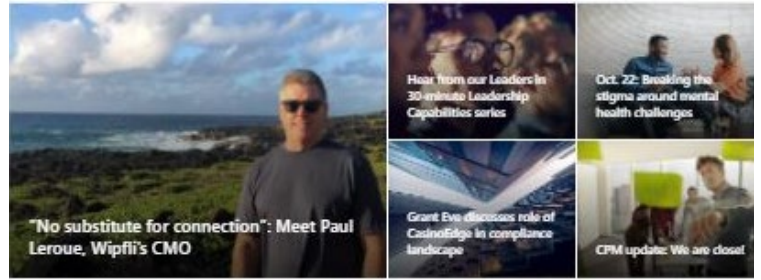 "No substitute for connection": Meet Paul
Leroue, Wipfli's CMO
Hear from our Leaders in
30-minute Leadership
Capabilities series
Oct. 22: Breaking the
stigma around mental
health challenges
Grant Eve discusses role of
CasinoEdge in compliance
landscape
CPM update: We are close!